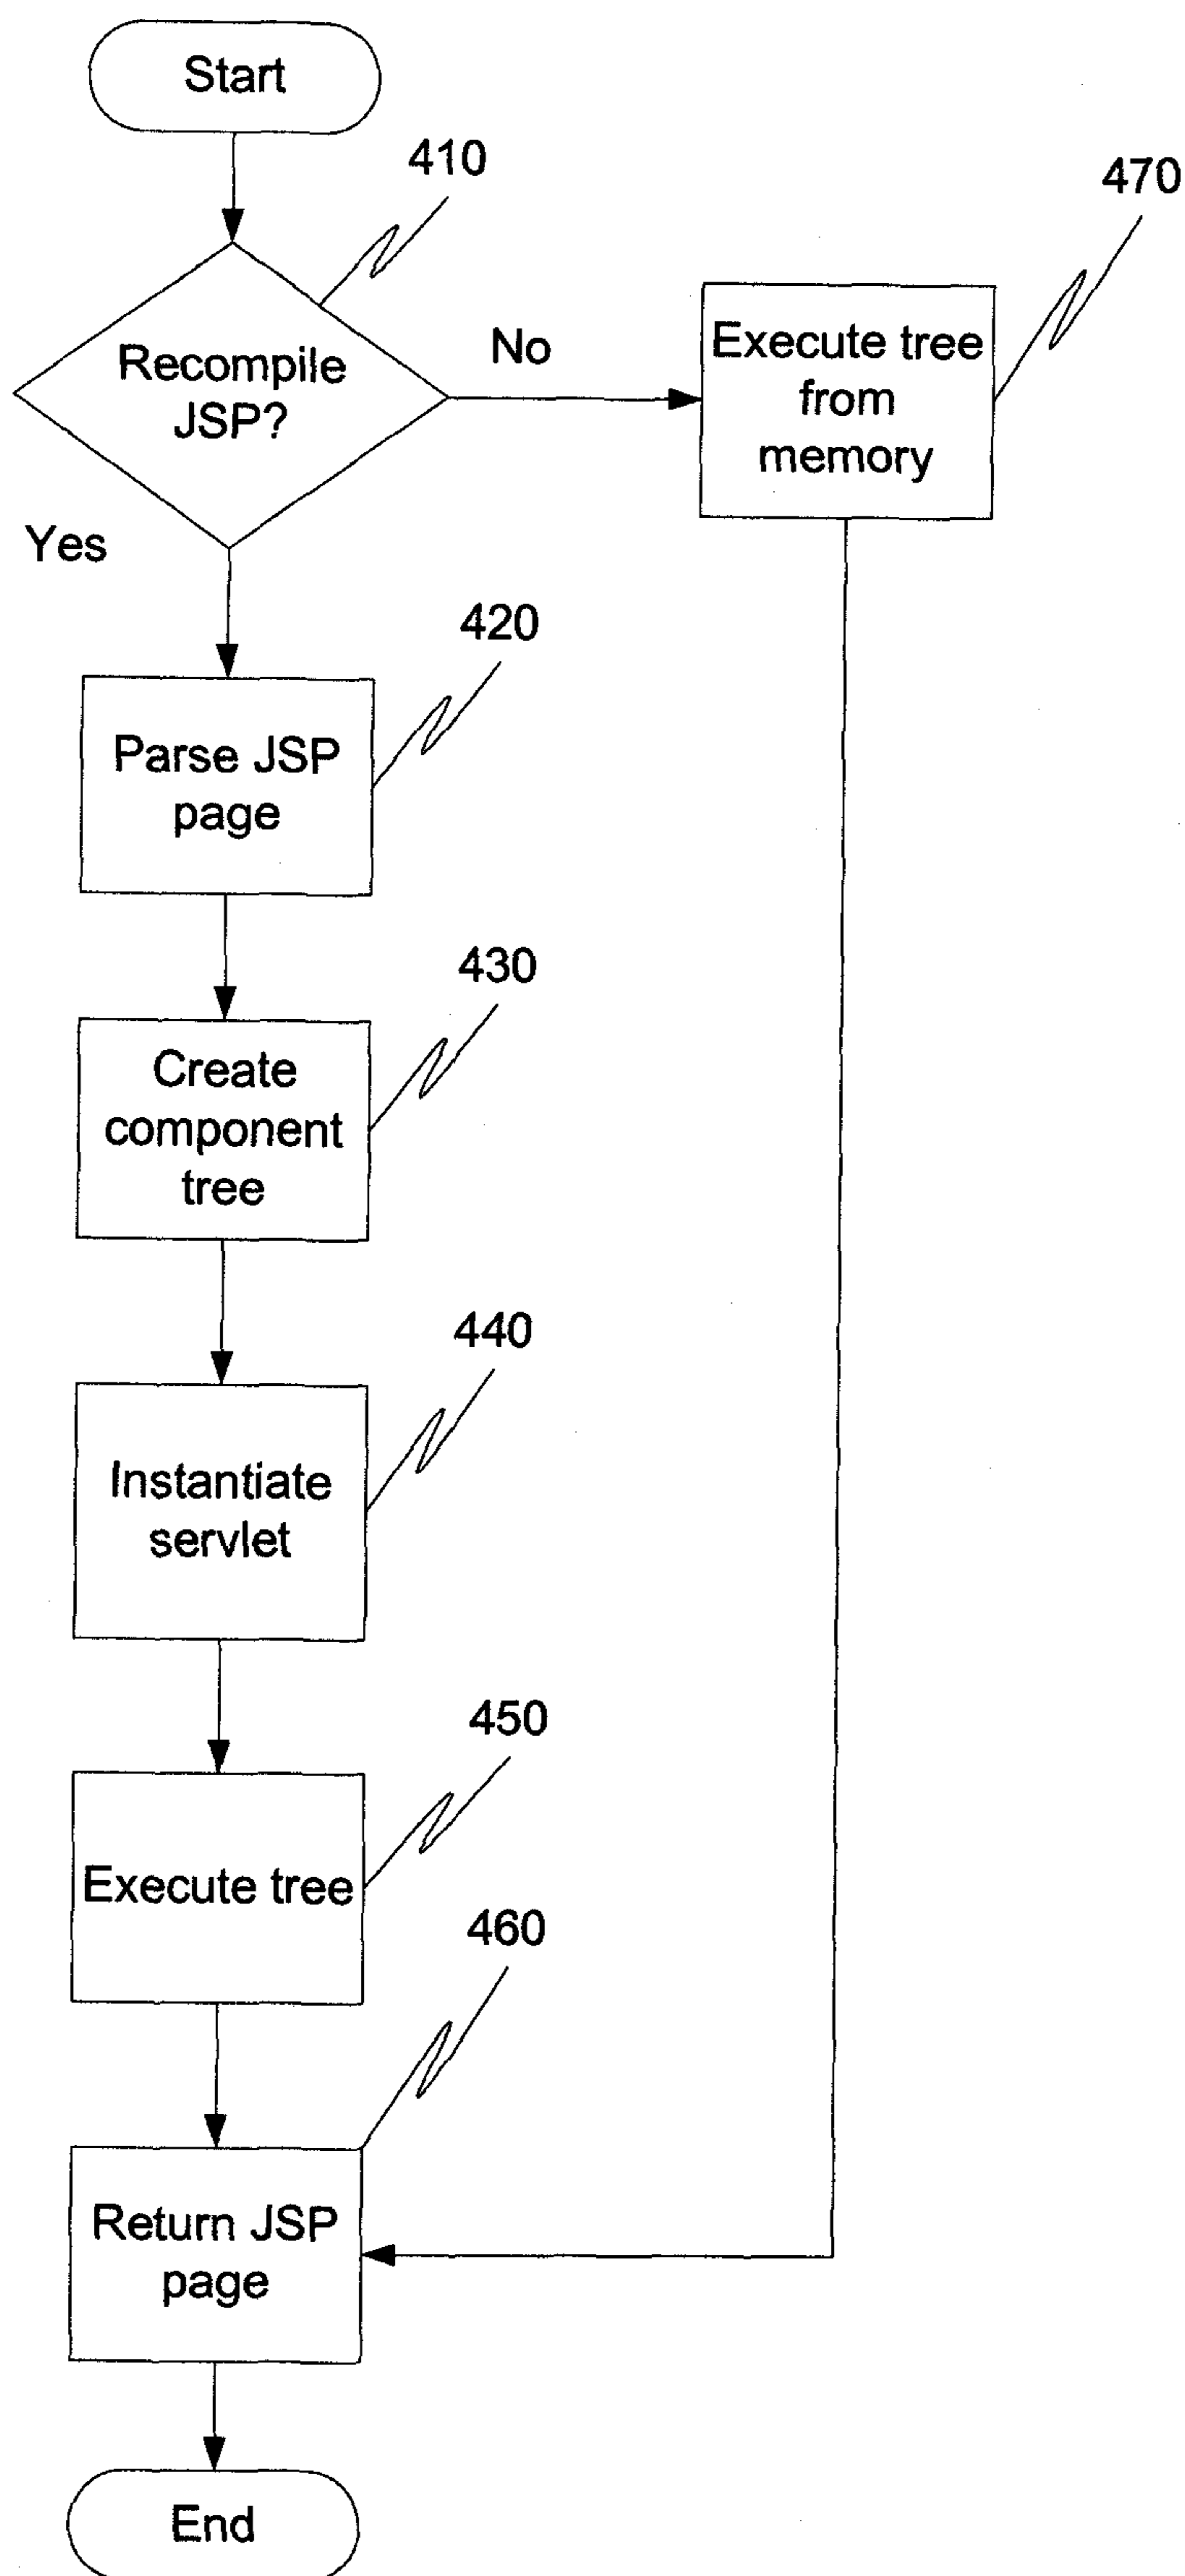 Start
410
470
Recompile
JSP?
No
Execute tree
from
memory
Yes
420
Parse JSP
page
430
Create
component
tree
440
Instantiate
servlet
450
Execute tree
460
Return JSP
page
End